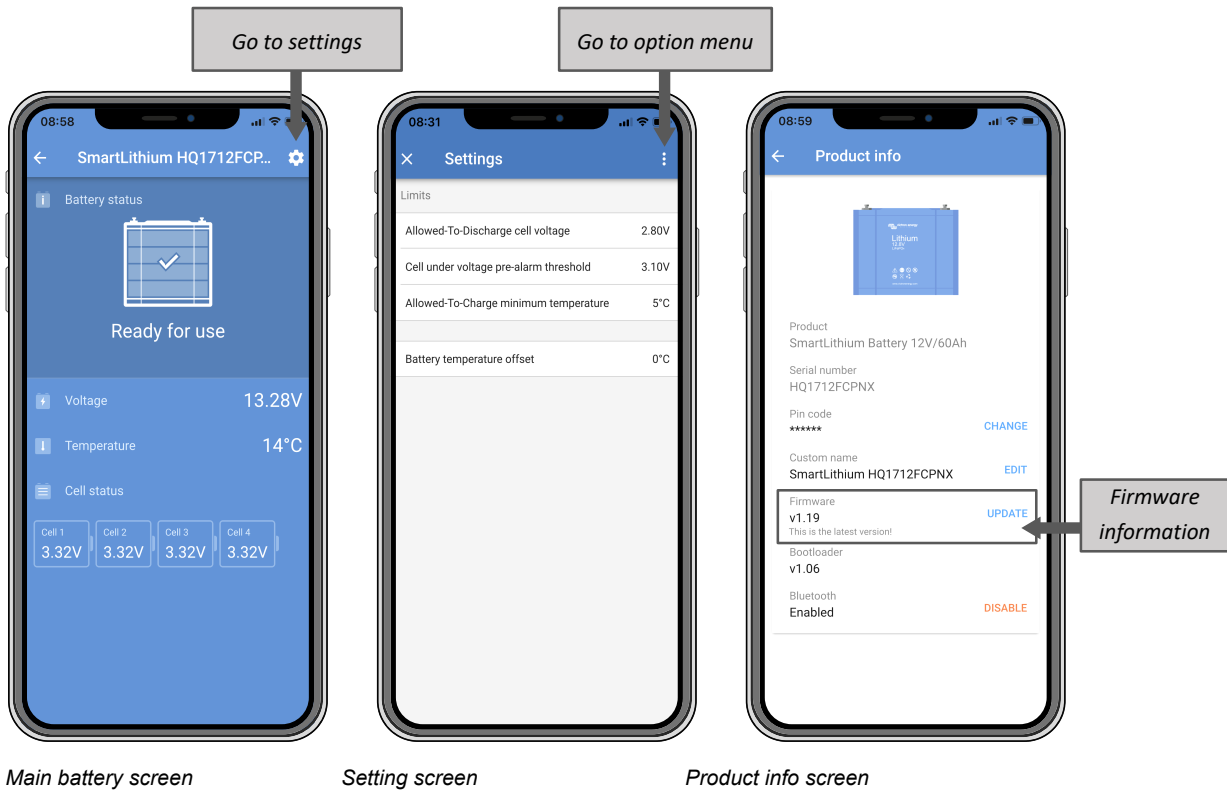 Go to settings
Go to option menu
08:58
SmartLithium HQ1712FCP...
Battery status
Ready for use
Voltage
13.28V
Temperature
14°C
Cell status
Cell 1
3.32V
Cell 2
3.32V
Cell 3
3.32V
Cell 4
3.32V
08:31
Settings
Limits
Allowed-To-Discharge cell voltage
2.80V
Cell under voltage pre-alarm threshold
3.10V
Allowed-To-Charge minimum temperature
5°C
Battery temperature offset
0°C
08:59
Product info
Lithium
12.8V
Product
SmartLithium Battery 12V/60Ah
Serial number
HQ1712FCPNX
Pin code
******
CHANGE
Custom name
SmartLithium HQ1712FCPNX
EDIT
Firmware
v1.19
This is the latest version!
UPDATE
Bootloader
v1.06
Bluetooth
Enabled
DISABLE
Firmware
information
Main battery screen
Setting screen
Product info screen